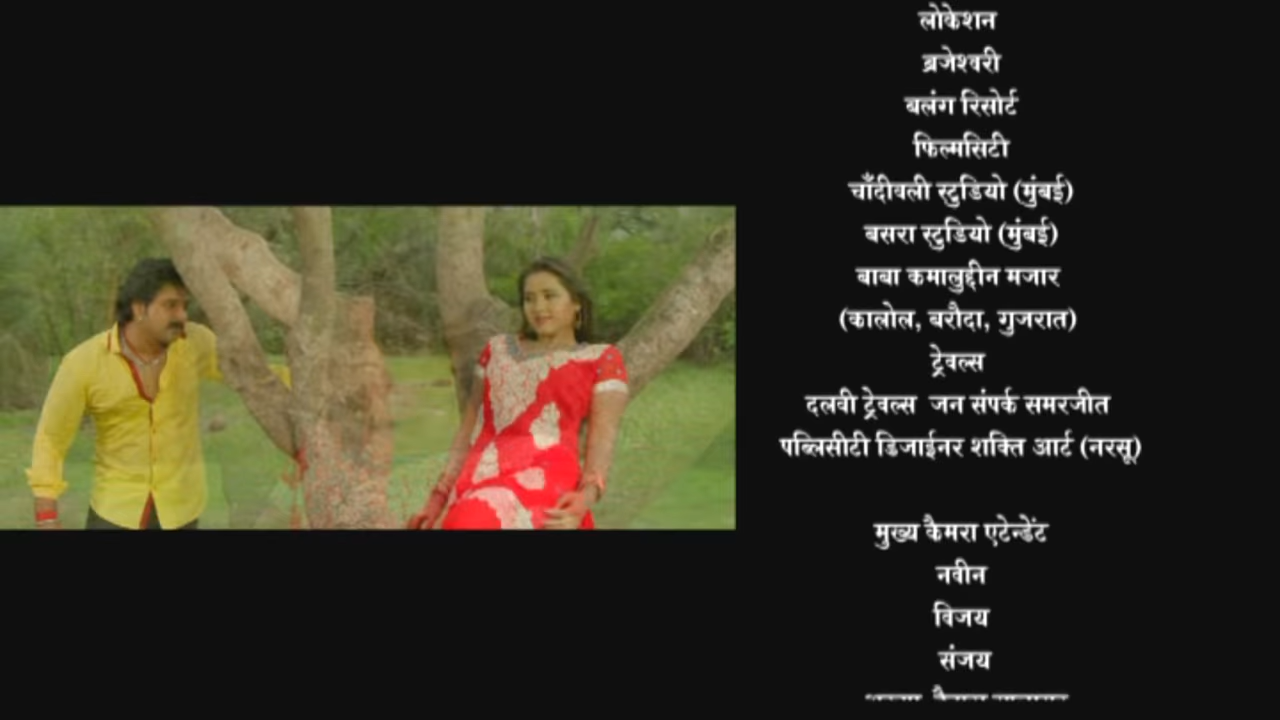 लोकेशन
ब्रजेश्वरी
बलंग रिसोर्ट
फिल्मसिटी
चाँदीवली स्टुडियो (मुंबई)
बसरा स्टुडियो (मुंबई)
बाबा कमालुद्दीन मजार
(कालोल, बरौदा, गुजरात)
ट्रेवल्स
दलवी ट्रेवल्स जन संपर्क समरजीत
पब्लिसीटी डिजाईनर शक्ति आर्ट (नरसू)
मुख्य कैमरा एटेन्डेंट
नवीन
विजय
संजय